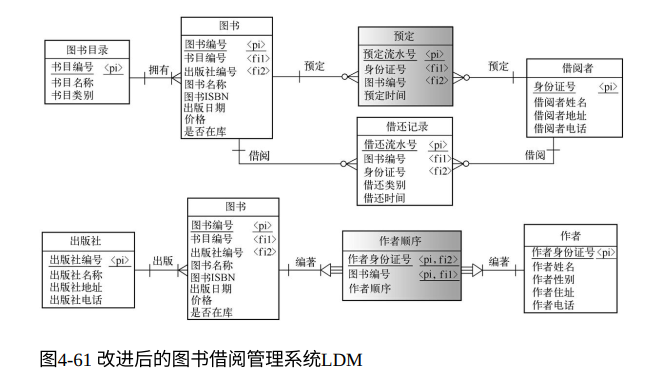 图书目录
书目编号 <pi>
书目名称
书目类别
拥有
图书
图书编号 <pi>
书目编号 <fi1>
出版社编号 <fi2>
图书名称
图书ISBN
出版日期
价格
是否在库
预定
预定
预定流水号 <pi>
身份证号 <fi1>
图书编号 <fi2>
预定时间
预定
借阅者
身份证号 <pi>
借阅者姓名
借阅者地址
借阅者电话
借阅
借还记录
借还流水号 <pi>
图书编号 <fi1>
身份证号 <fi2>
借还类别
借还时间
借阅
出版社
出版社编号 <pi>
出版社名称
出版社地址
出版社电话
出版
图书
图书编号 <pi>
书目编号 <fi1>
出版社编号 <fi2>
图书名称
图书ISBN
出版日期
价格
是否在库
编著
作者顺序
作者身份证号 <pi, fi2>
图书编号 <pi, fi1>
作者顺序
编著
作者
作者身份证号 <pi>
作者姓名
作者性别
作者住址
作者电话
图4-61 改进后的图书借阅管理系统LDM